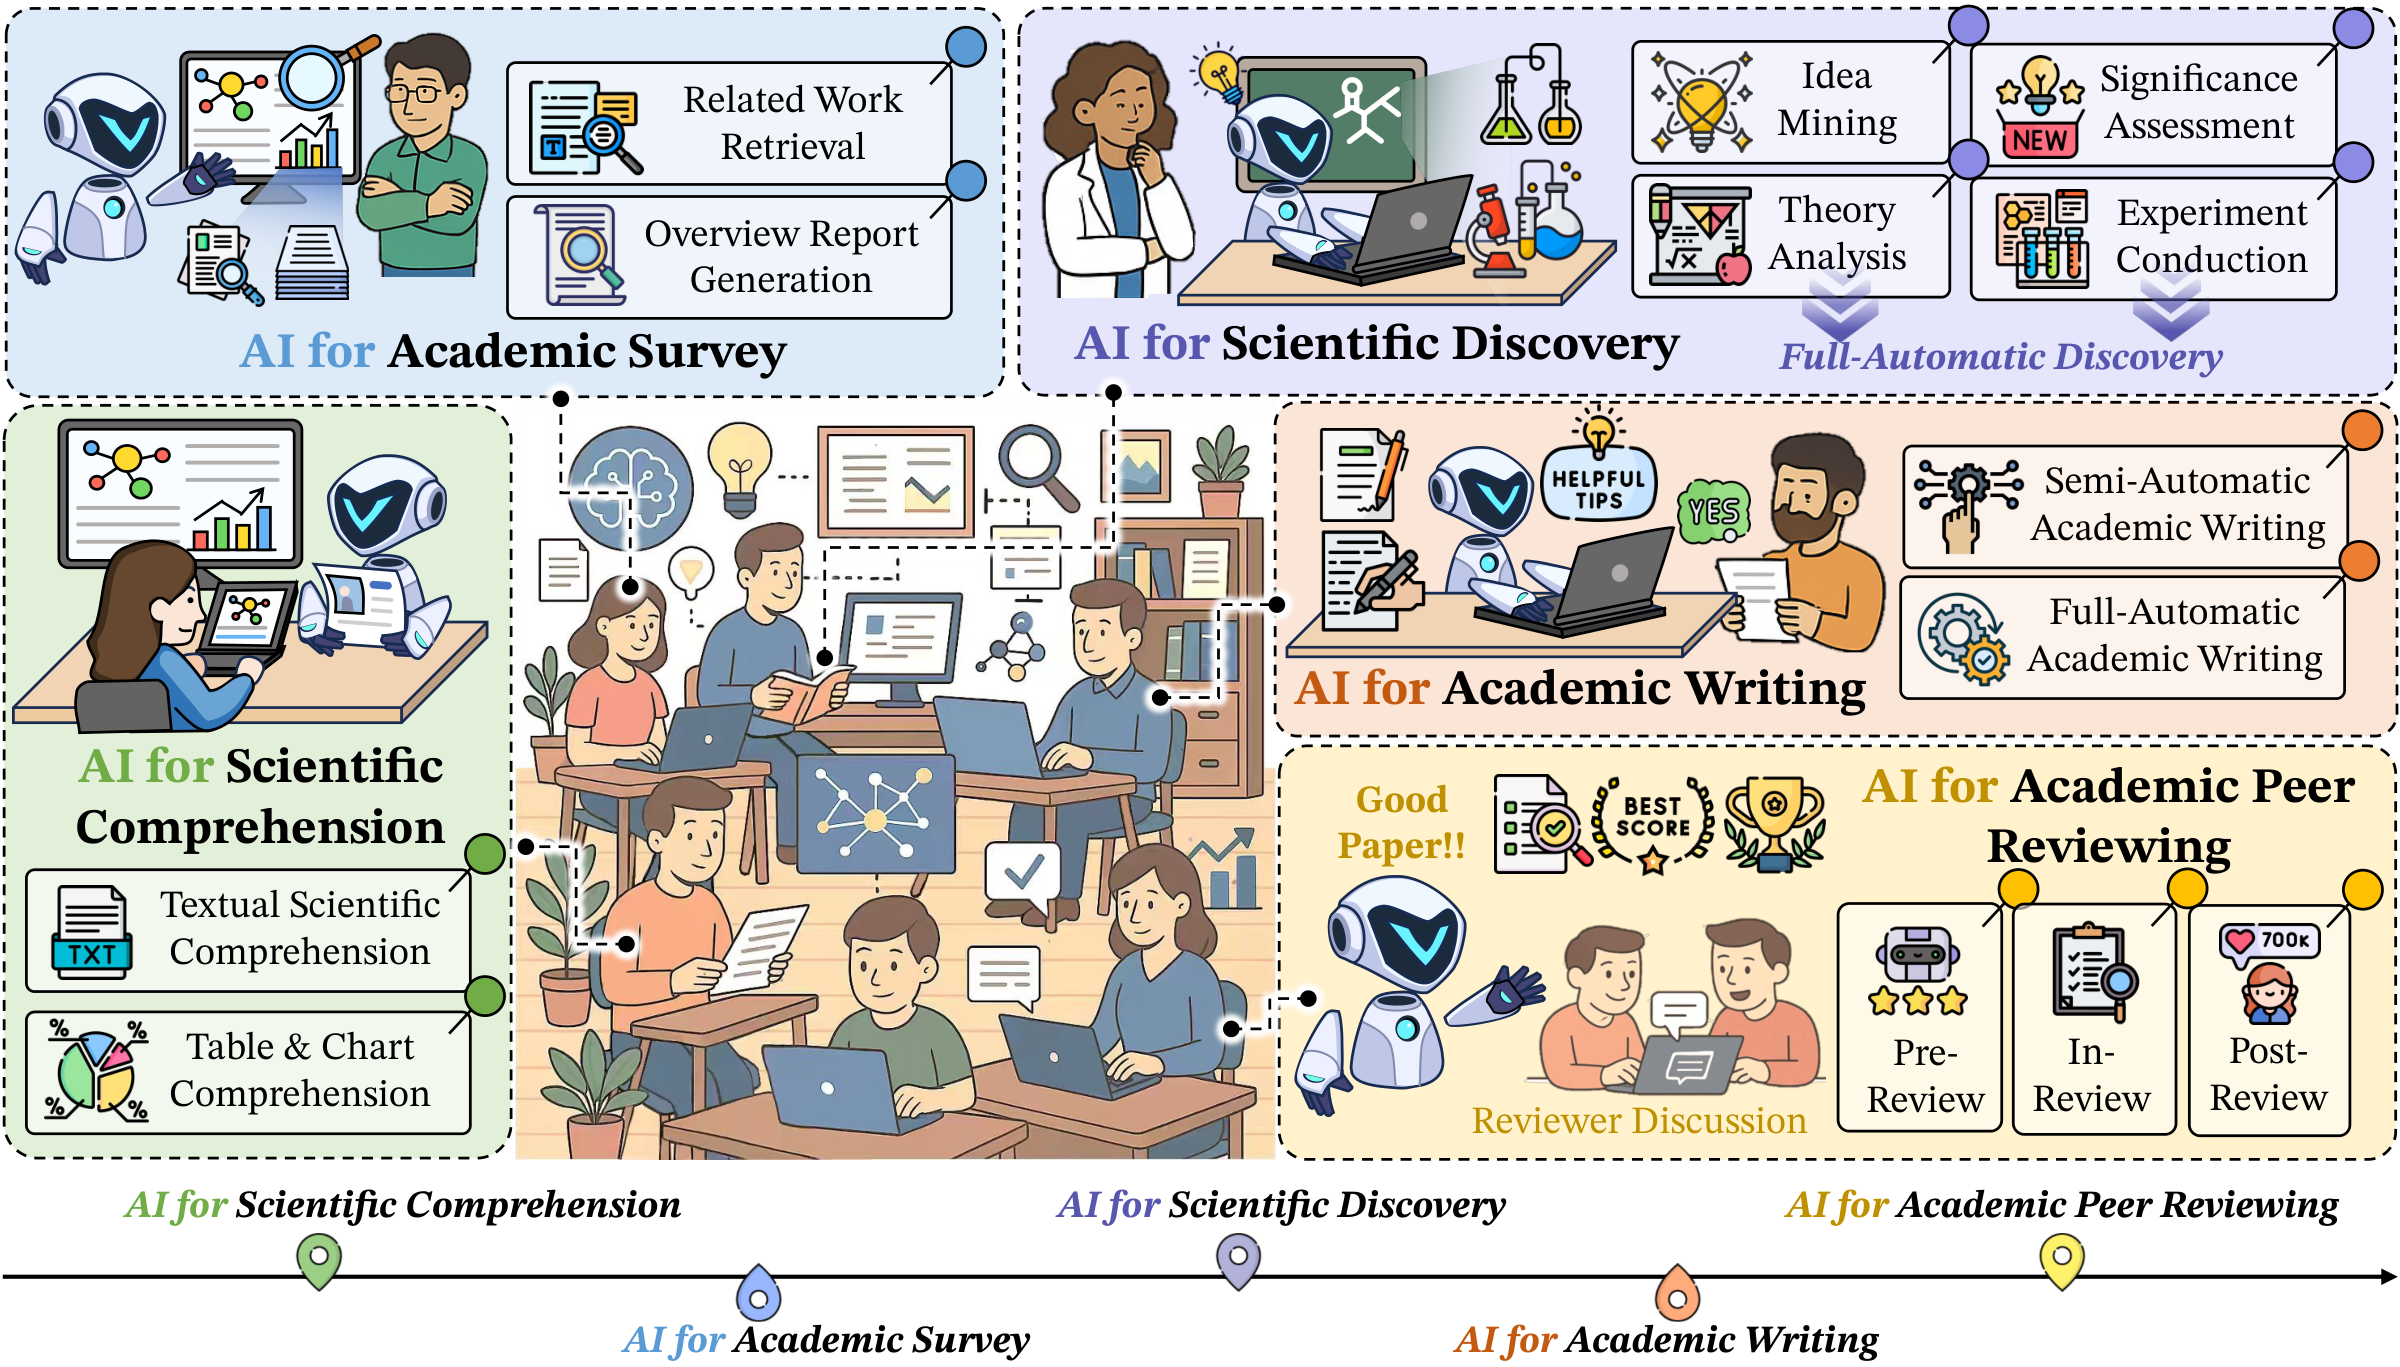 Related Work
Retrieval
Overview Report
Generation
AI for Academic Survey
Idea
Mining
Significance
Assessment
NEW
Theory
Analysis
√x
Experiment
Conduction
AI for Scientific Discovery
Full-Automatic Discovery
T
AI for Scientific
Comprehension
Textual Scientific
Comprehension
TXT
Table & Chart
Comprehension
%
%
%
%
HELPFUL
TIPS
YES
Semi-Automatic
Academic Writing
Full-Automatic
Academic Writing
AI for Academic Writing
Good
Paper!!
BEST
SCORE
AI for Academic Peer
Reviewing
700K
Pre-
Review
In-
Review
Post-
Review
Reviewer Discussion
AI for Scientific Comprehension
AI for Scientific Discovery
AI for Academic Peer Reviewing
AI for Academic Survey
AI for Academic Writing